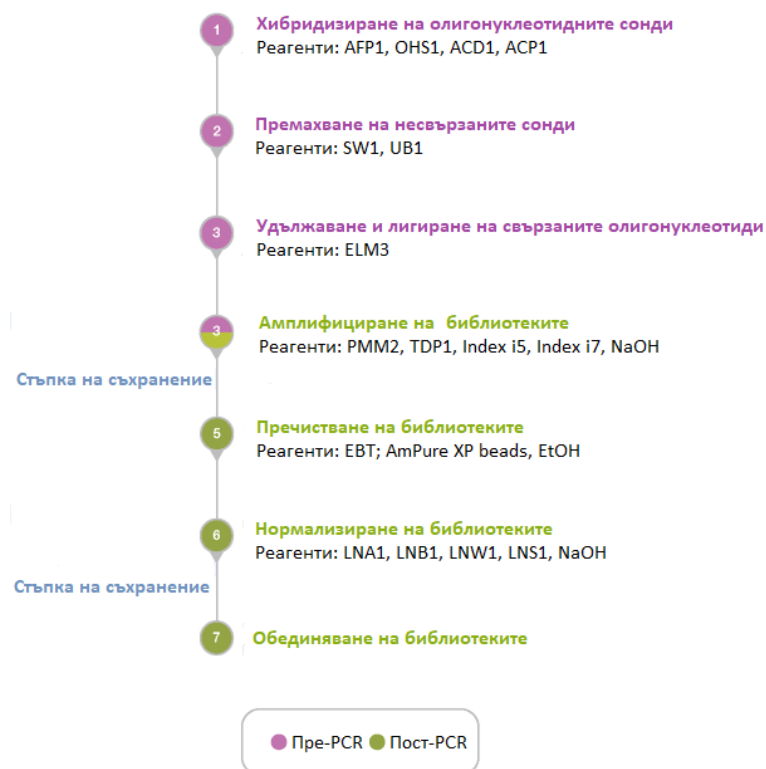 1
Хибридизиране на олигонуклеотидните сонди
Реагенти: AFP1, OHS1, ACD1, ACP1
2
Премахване на несвързаните сонди
Реагенти: SW1, UB1
3
Удължаване и лигиране на свързаните олигонуклеотиди
Реагенти: ELM3
3
Амплифициране на библиотеките
Реагенти: PMM2, TDP1, Index i5, Index i7, NaOH
Стъпка на съхранение
5
Пречистване на библиотеките
Реагенти: EBT; AmPure XP beads, EtOH
6
Нормализиране на библиотеките
Реагенти: LNA1, LNB1, LNW1, LNS1, NaOH
Стъпка на съхранение
7
Обединяване на библиотеките
Пре-PCR Пост-PCR